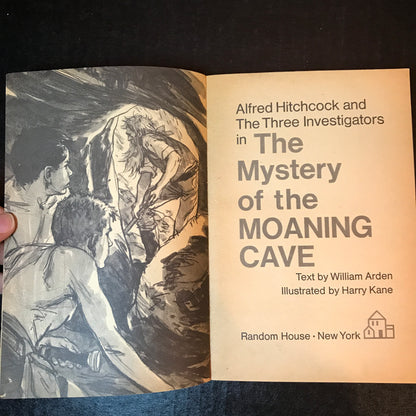 Alfred Hitchcock and
The Three Investigators
in The
Mystery
of the
MOANING
CAVE
Text by William Arden
Illustrated by Harry Kane
Random House · New York